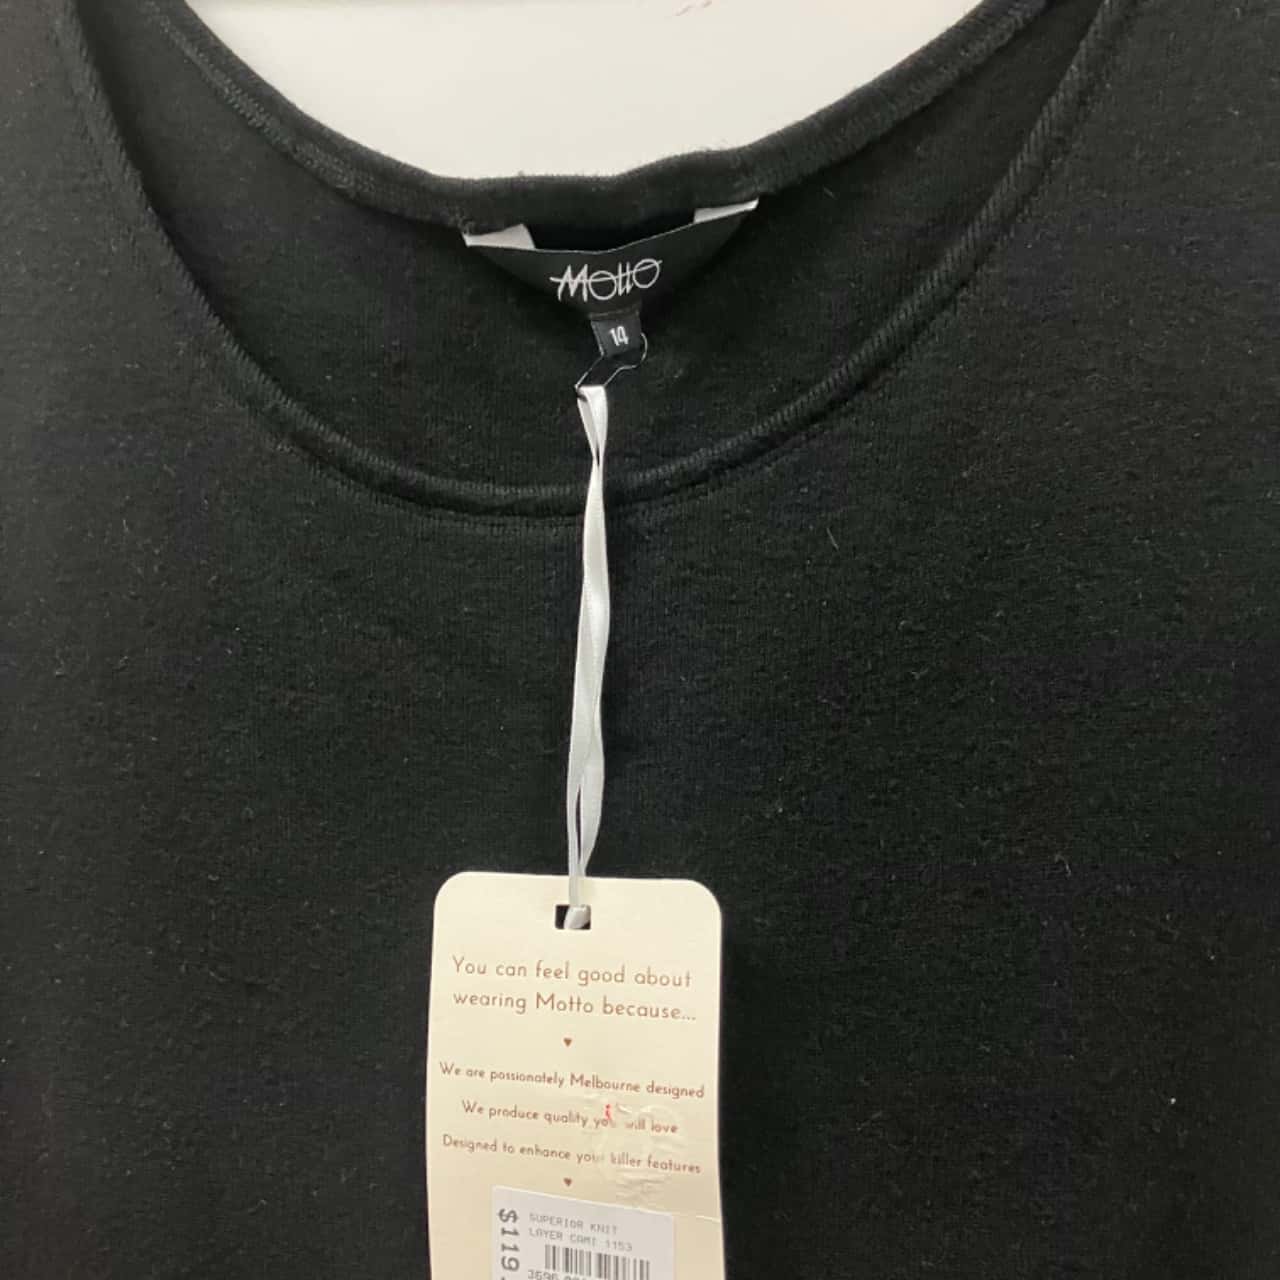 Motto
14
You can feel good about
wearing Motto because...
We are passionately Melbourne designed
We produce quality you will love
Designed to enhance your killer features
$119
SUPERIOR KNIT
LAYER CAMI 1153